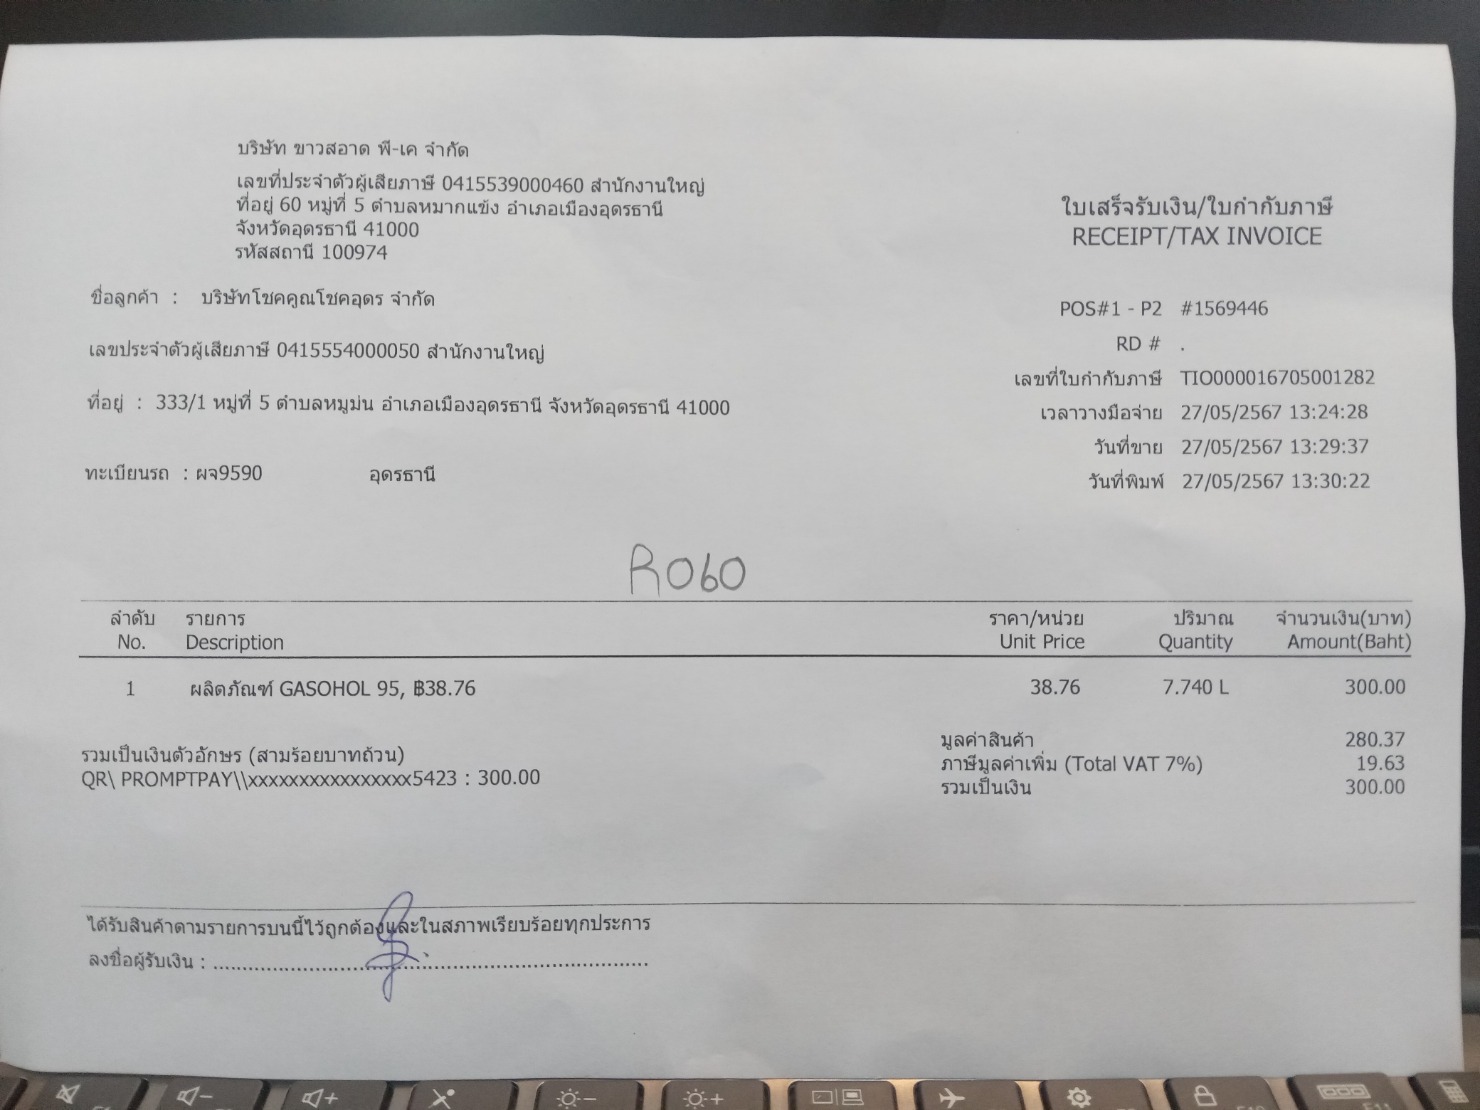 บริษัท ขาวสอาด พี-เค จำกัด
เลขที่ประจำตัวผู้เสียภาษี 0415539000460 สำนักงานใหญ่
ที่อยู่ 60 หมู่ที่ 5 ตำบลหมากแข้ง อำเภอเมืองอุดรธานี
จังหวัดอุดรธานี 41000
รหัสสถานี 100974
ใบเสร็จรับเงิน/ใบกำกับภาษี
RECEIPT/TAX INVOICE
ชื่อลูกค้า : บริษัทโชคคูณโชคอุดร จำกัด
เลขประจำตัวผู้เสียภาษี 0415554000050 สำนักงานใหญ่
ที่อยู่ : 333/1 หมู่ที่ 5 ตำบลหมูม่น อำเภอเมืองอุดรธานี จังหวัดอุดรธานี 41000
ทะเบียนรถ : ผจ9590 อุดรธานี
POS#1 - P2 #1569446
RD # .
เลขที่ใบกำกับภาษี TIO000016705001282
เวลาวางมือจ่าย 27/05/2567 13:24:28
วันที่ขาย 27/05/2567 13:29:37
วันที่พิมพ์ 27/05/2567 13:30:22
R060
ลำดับ รายการ ราคา/หน่วย ปริมาณ จำนวนเงิน(บาท)
No. Description Unit Price Quantity Amount(Baht)
1 ผลิตภัณฑ์ GASOHOL 95, ฿38.76 38.76 7.740 L 300.00
รวมเป็นเงินตัวอักษร (สามร้อยบาทถ้วน)
QR\ PROMPTPAY\\xxxxxxxxxxxxxxxx5423 : 300.00
มูลค่าสินค้า 280.37
ภาษีมูลค่าเพิ่ม (Total VAT 7%) 19.63
รวมเป็นเงิน 300.00
ได้รับสินค้าตามรายการบนนี้ไว้ถูกต้องและในสภาพเรียบร้อยทุกประการ
ลงชื่อผู้รับเงิน :